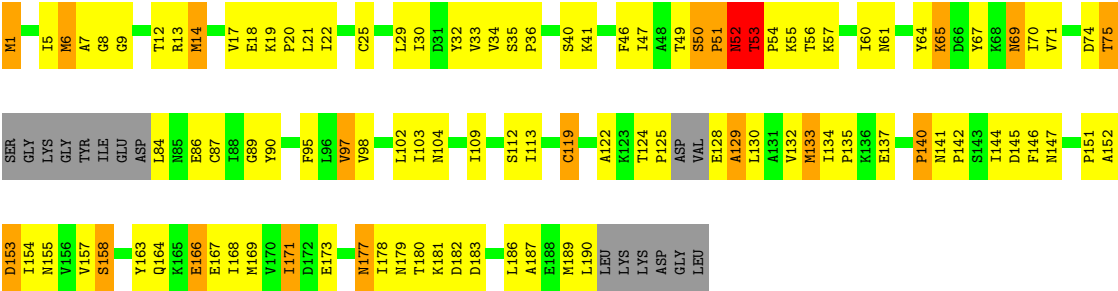 M1 I5 M6 A7 G8 G9 T12 R13 M14 V17 E18 K19 P20 L21 I22 C25 L29 I30 D31 Y32 V33 V34 S35 P36 S40 K41 F46 I47 A48 T49 S50 P51 N52 T53 P54 K55 T56 K57 I60 N61 Y64 K65 D66 Y67 K68 N69 I70 V71 D74 T75
SER GLY LYS GLY TYR ILE GLU ASP L84 N85 E86 C87 I88 G89 Y90 F95 L96 V97 V98 L102 I103 N104 I109 S112 I113 C119 A122 K123 T124 P125 ASP VAL E128 A129 L130 A131 V132 M133 I134 P135 K136 E137 P140 N141 P142 S143 I144 D145 F146 N147 P151 A152
D153 I154 N155 V156 V157 S158 Y163 Q164 K165 E166 E167 I168 M169 V170 I171 D172 E173 N177 I178 N179 T180 K181 D182 D183 L186 A187 E188 M189 L190 LEU LYS LYS ASP GLY LEU